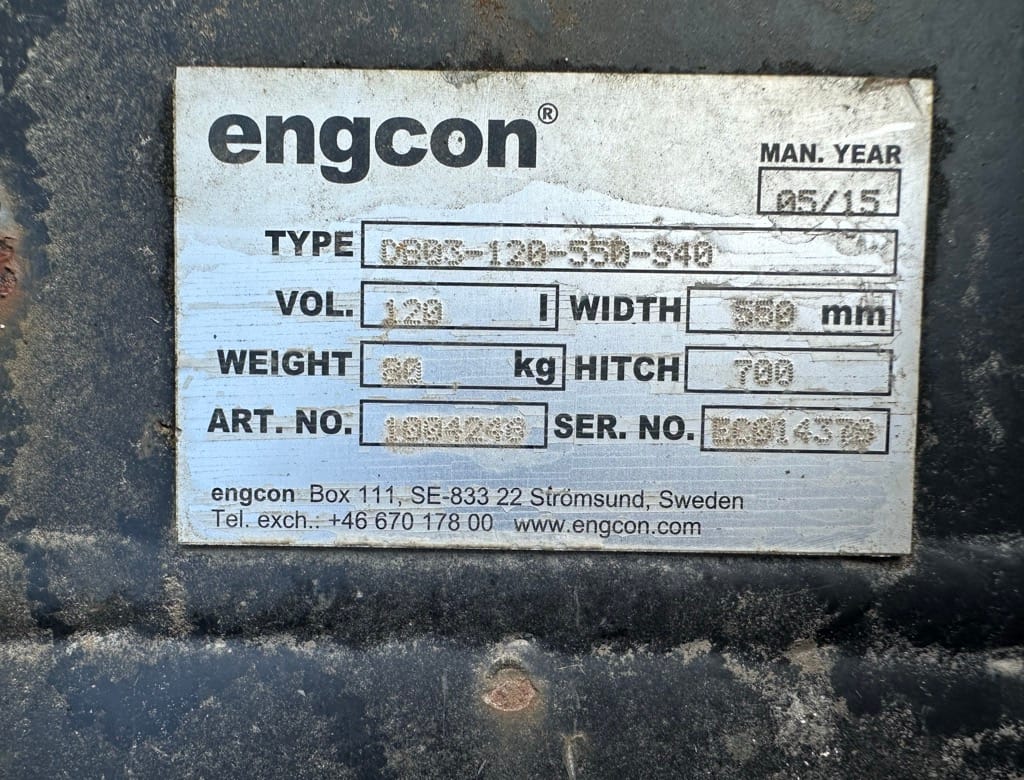 engcon®
MAN. YEAR
05/15
TYPE DB03-120-550-S40
VOL. 120 l WIDTH 550 mm
WEIGHT 80 kg HITCH 700
ART. NO. 1004249 SER. NO.
engcon Box 111, SE-833 22 Strömsund, Sweden
Tel. exch.: +46 670 178 00 www.engcon.com